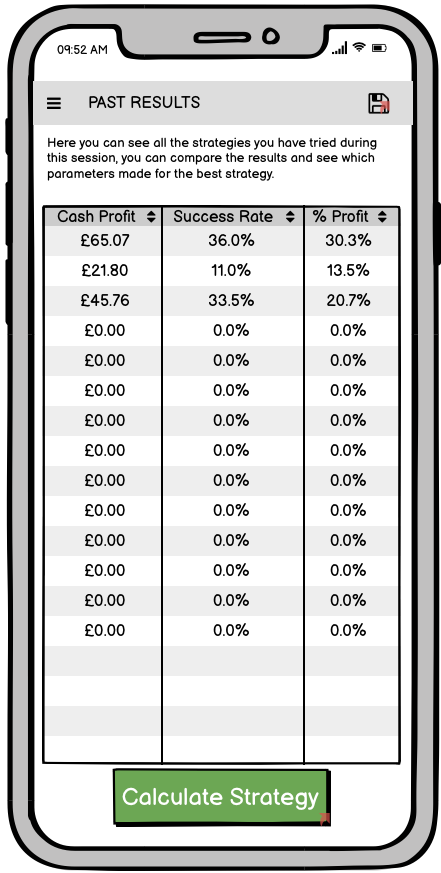 09:52 AM
PAST RESULTS
Here you can see all the strategies you have tried during
this session, you can compare the results and see which
parameters made for the best strategy.
Cash Profit Success Rate % Profit
£65.07 36.0% 30.3%
£21.80 11.0% 13.5%
£45.76 33.5% 20.7%
£0.00 0.0% 0.0%
£0.00 0.0% 0.0%
£0.00 0.0% 0.0%
£0.00 0.0% 0.0%
£0.00 0.0% 0.0%
£0.00 0.0% 0.0%
£0.00 0.0% 0.0%
£0.00 0.0% 0.0%
£0.00 0.0% 0.0%
£0.00 0.0% 0.0%
£0.00 0.0% 0.0%
Calculate Strategy